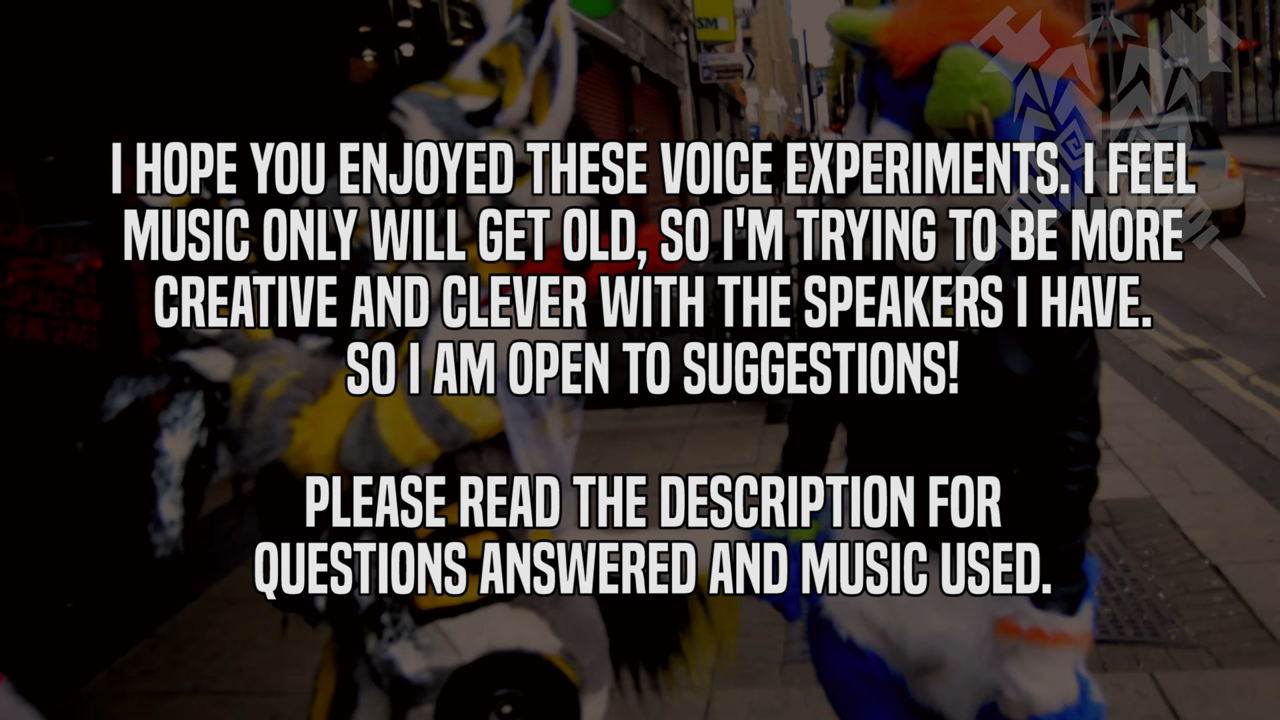 I HOPE YOU ENJOYED THESE VOICE EXPERIMENTS. I FEEL
MUSIC ONLY WILL GET OLD, SO I'M TRYING TO BE MORE
CREATIVE AND CLEVER WITH THE SPEAKERS I HAVE.
SO I AM OPEN TO SUGGESTIONS!
PLEASE READ THE DESCRIPTION FOR
QUESTIONS ANSWERED AND MUSIC USED.
SM